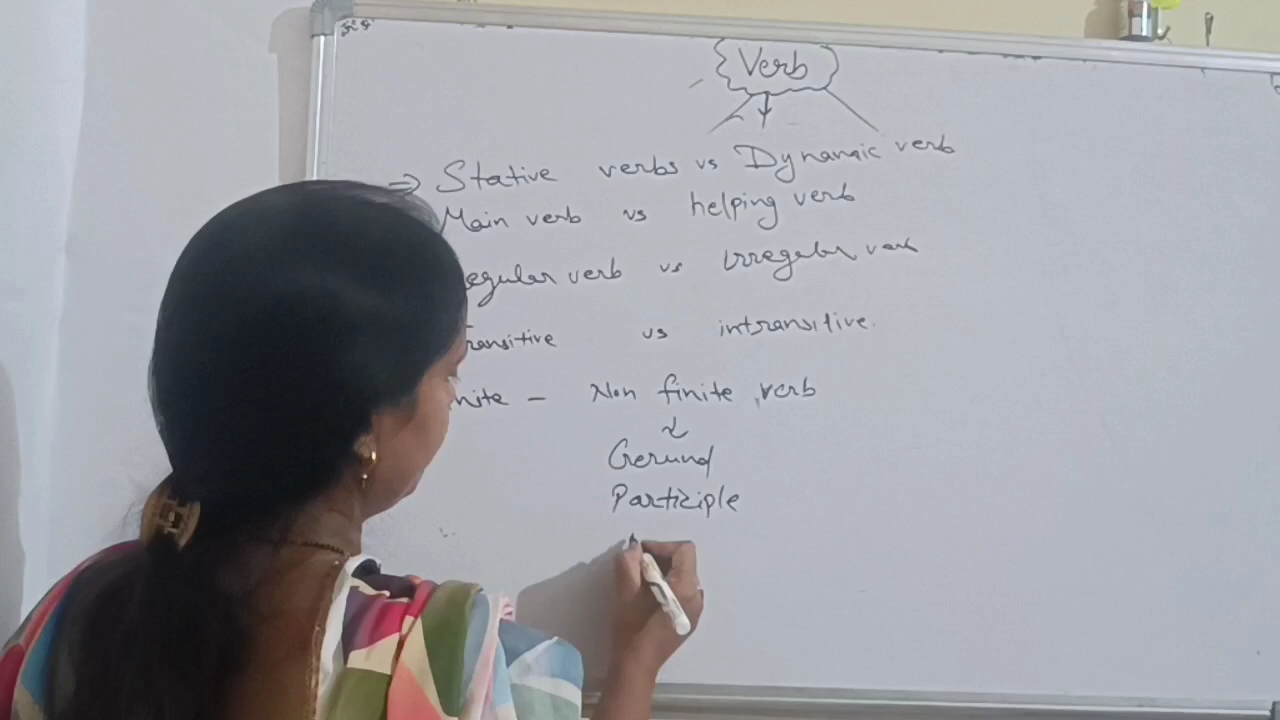 Verb
⇒ Stative verbs vs Dynamic verb
Main verb vs helping verb
egular verb vs irregular verb
Transitive vs intransitive.
nite - Non finite verb
Gerund
Participle